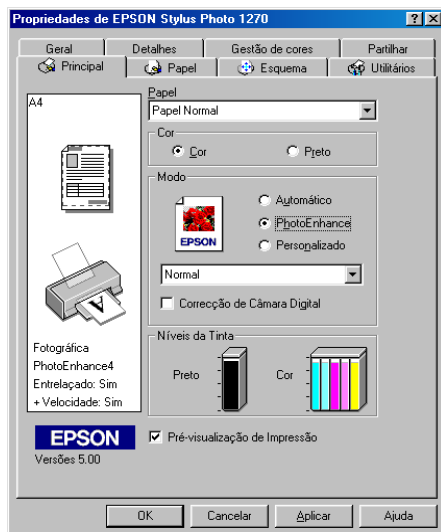 Propriedades de EPSON Stylus Photo 1270
Geral
Detalhes
Gestão de cores
Partilhar
Principal
Papel
Esquema
Utilitários
A4
Papel
Papel Normal
Cor
Cor
Preto
Modo
EPSON
Automático
PhotoEnhance
Personalizado
Normal
Correcção de Câmara Digital
A
Fotográfica
PhotoEnhance4
Entrelaçado: Sim
+ Velocidade: Sim
Níveis da Tinta
Preto
Cor
EPSON
Versões 5.00
Pré-visualização de Impressão
OK
Cancelar
Aplicar
Ajuda